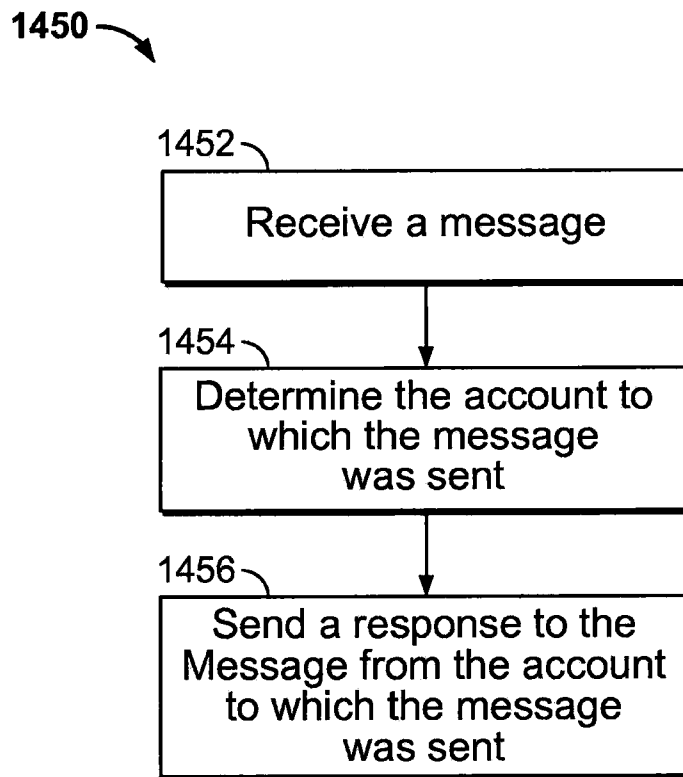 1450
1452
Receive a message
1454
Determine the account to
which the message
was sent
1456
Send a response to the
Message from the account
to which the message
was sent